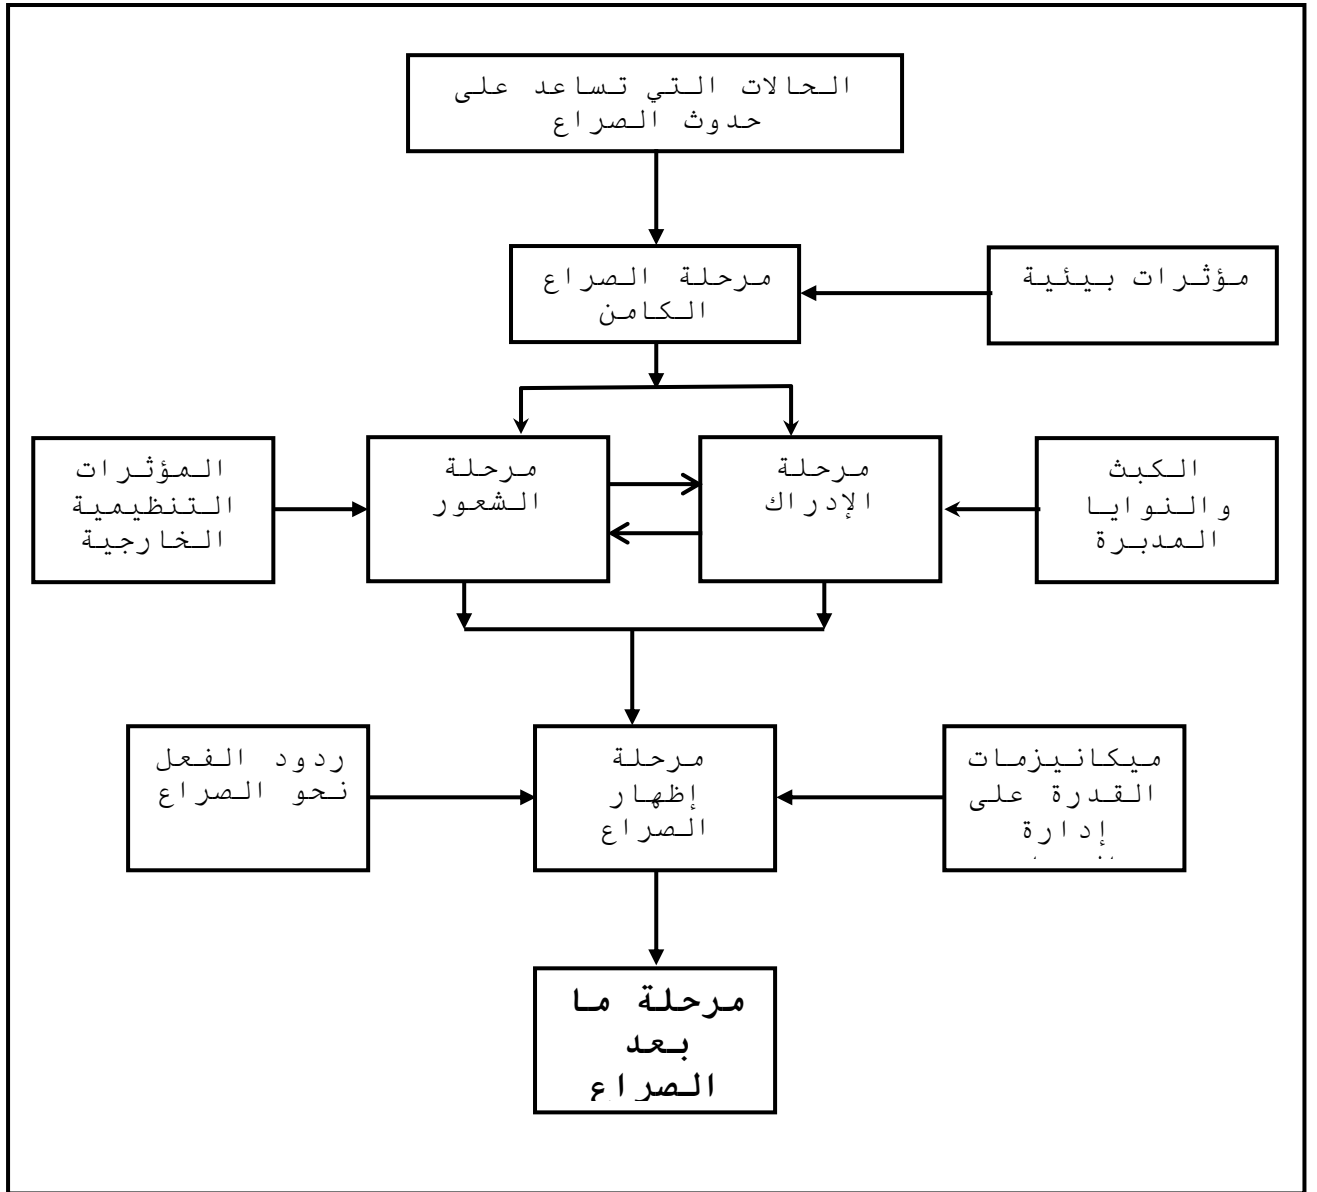 الحالات التي تساعد على
حدوث الصراع
مرحلة الصراع
الكامن
مؤثرات بيئية
الكبث
والنوايا
المدبرة
مرحلة
الإدراك
مرحلة
الشعور
المؤثرات
التنظيمية
الخارجية
ميكانيزمات
القدرة على
إدارة
مرحلة
إظهار
الصراع
ردود الفعل
نحو الصراع
مرحلة ما
بعد
الصراع